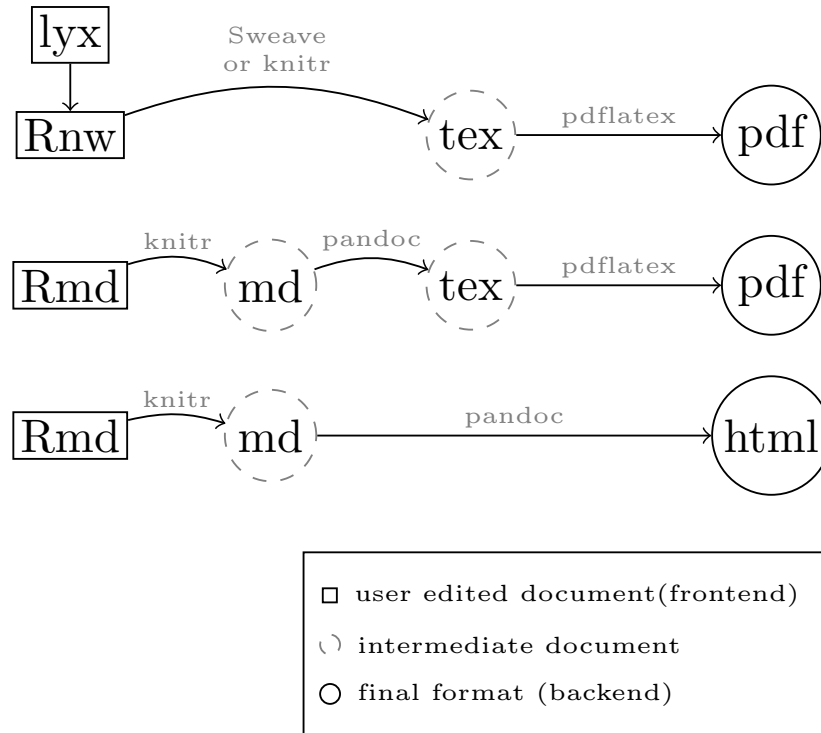 lyx
Sweave
or knitr
Rnw
tex
pdflatex
pdf
knitr
pandoc
Rmd
md
tex
pdflatex
pdf
knitr
Rmd
md
pandoc
html
user edited document(frontend)
intermediate document
final format (backend)